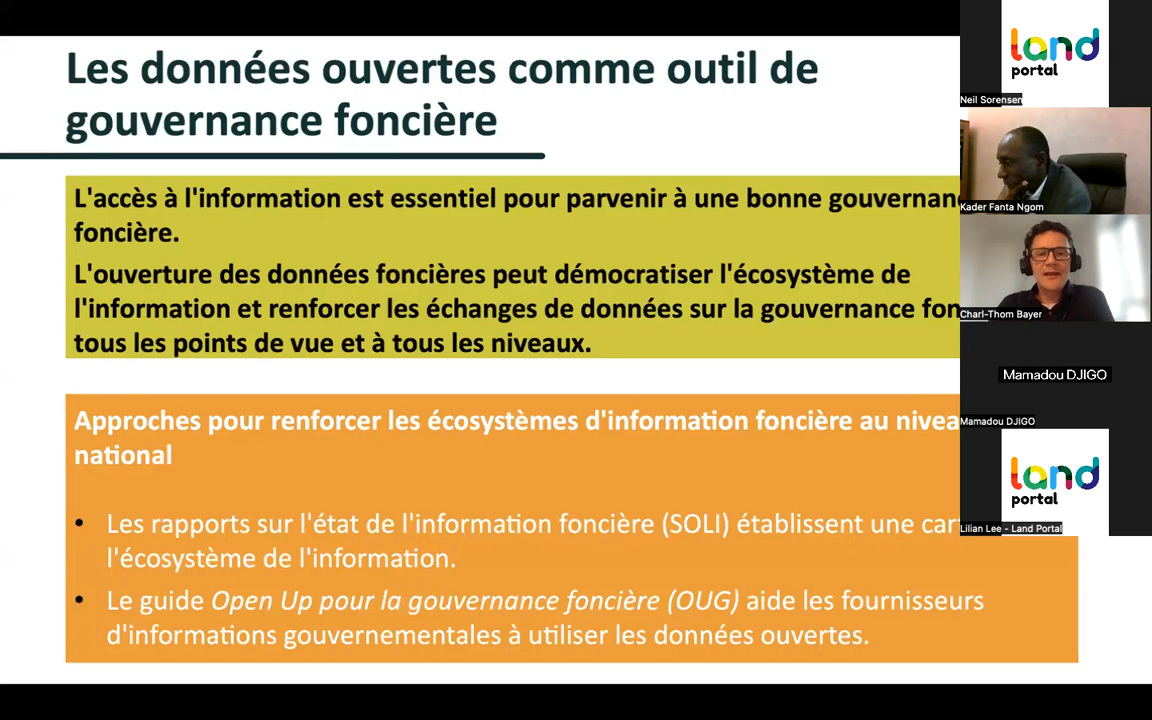 Les données ouvertes comme outil de
gouvernance foncière
L'accès à l'information est essentiel pour parvenir à une bonne gouvernan
foncière.
L'ouverture des données foncières peut démocratiser l'écosystème de
l'information et renforcer les échanges de données sur la gouvernance fon
tous les points de vue et à tous les niveaux.
Approches pour renforcer les écosystèmes d'information foncière au nivea
national
• Les rapports sur l'état de l'information foncière (SOLI) établissent une car
l'écosystème de l'information.
• Le guide Open Up pour la gouvernance foncière (OUG) aide les fournisseurs
d'informations gouvernementales à utiliser les données ouvertes.
land
portal
Neil Sorensen
Kader Fanta Ngom
Charl-Thom Bayer
Mamadou DJIGO
Mamadou DJIGO
land
portal
Lilian Lee - Land Portal